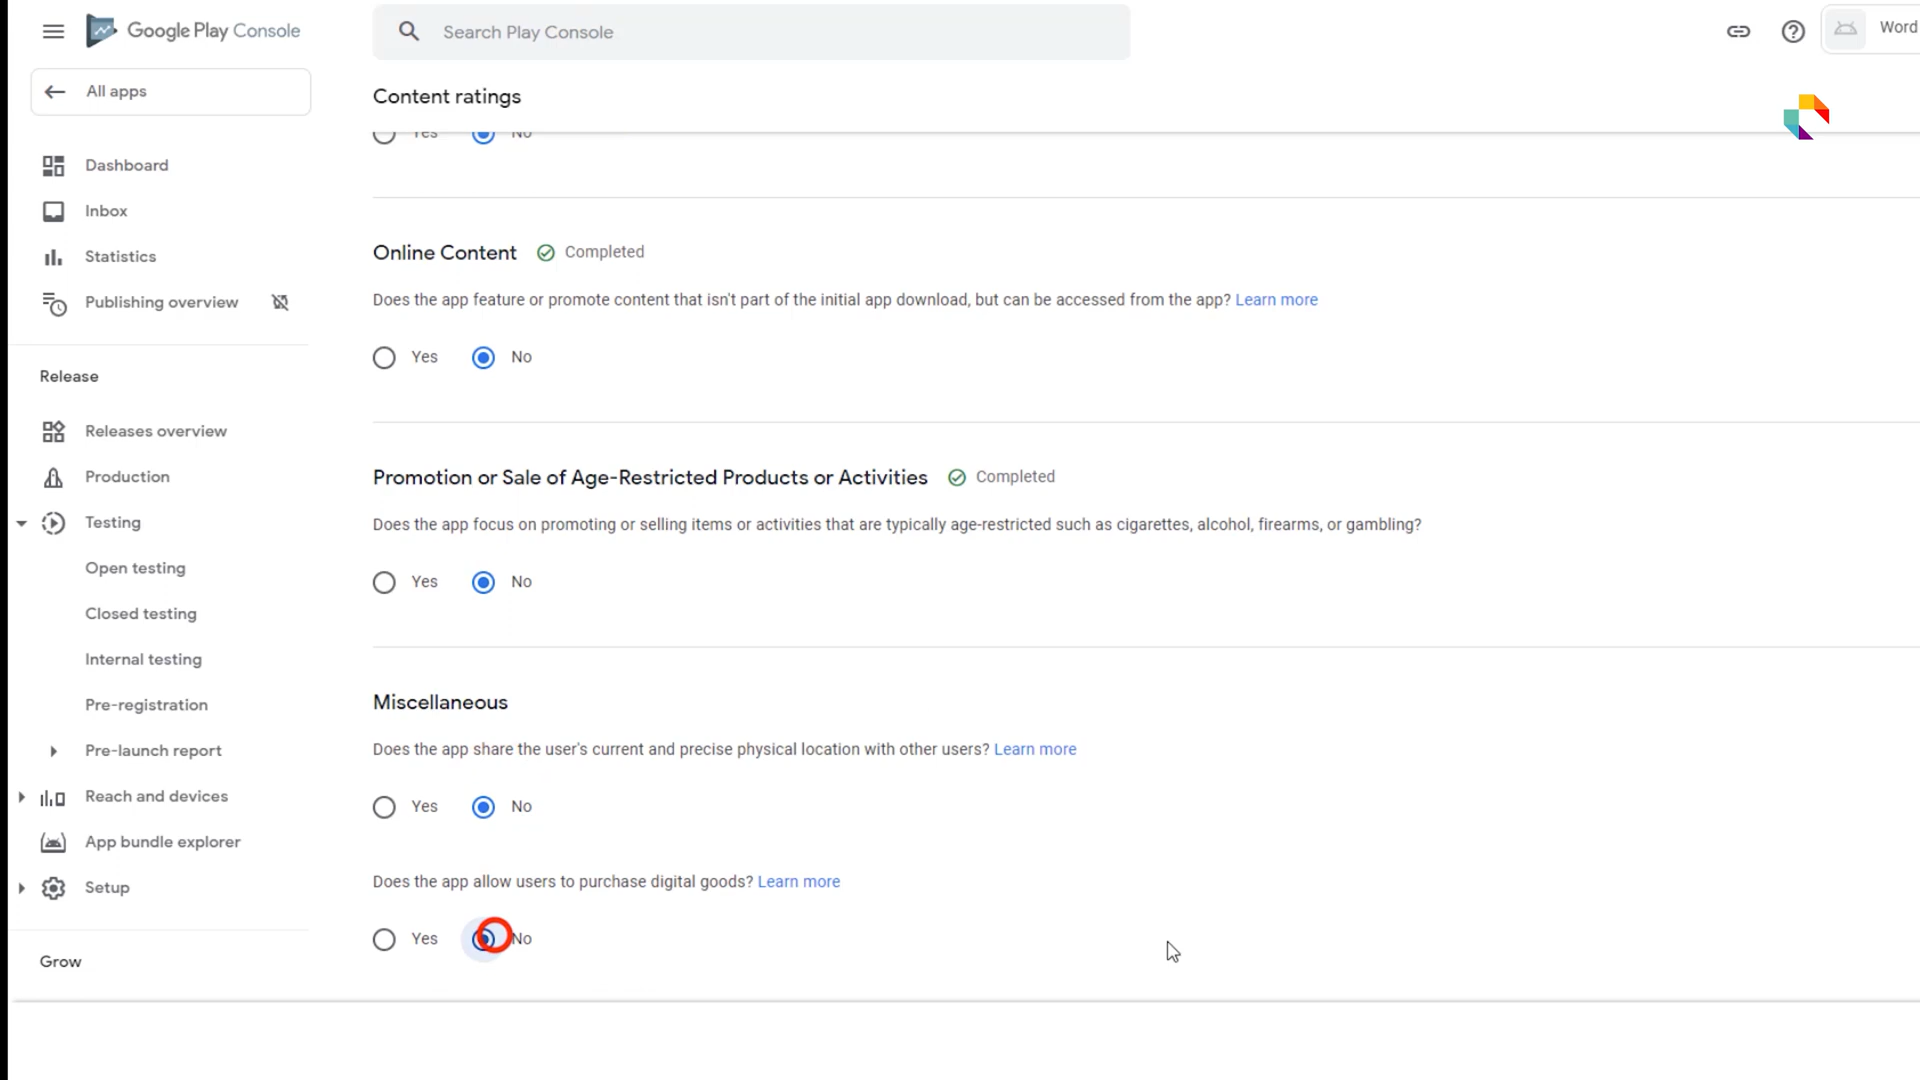 Google Play Console
Search Play Console
Word
All apps
Content ratings
Yes No
Dashboard
Inbox
Statistics
Publishing overview
Release
Releases overview
Production
Testing
Open testing
Closed testing
Internal testing
Pre-registration
Pre-launch report
Reach and devices
App bundle explorer
Setup
Grow
Online Content Completed
Does the app feature or promote content that isn't part of the initial app download, but can be accessed from the app? Learn more
Yes No
Promotion or Sale of Age-Restricted Products or Activities Completed
Does the app focus on promoting or selling items or activities that are typically age-restricted such as cigarettes, alcohol, firearms, or gambling?
Yes No
Miscellaneous
Does the app share the user's current and precise physical location with other users? Learn more
Yes No
Does the app allow users to purchase digital goods? Learn more
Yes No